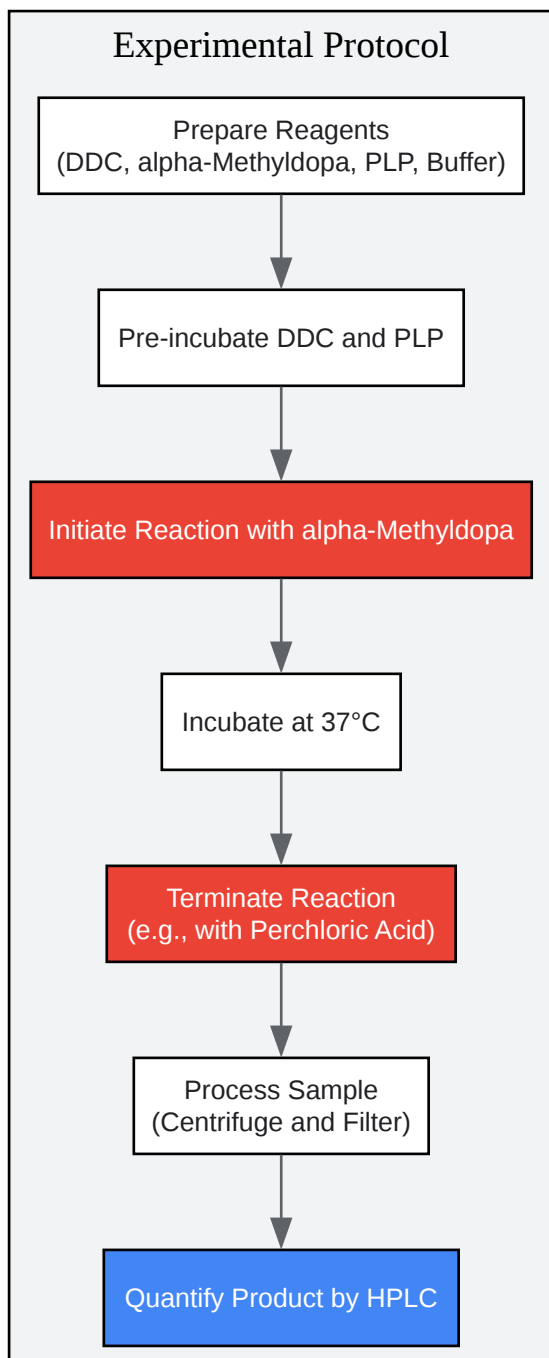 Experimental Protocol
Prepare Reagents
(DDC, alpha-Methyldopa, PLP, Buffer)
Pre-incubate DDC and PLP
Initiate Reaction with alpha-Methyldopa
Incubate at 37°C
Terminate Reaction
(e.g., with Perchloric Acid)
Process Sample
(Centrifuge and Filter)
Quantify Product by HPLC